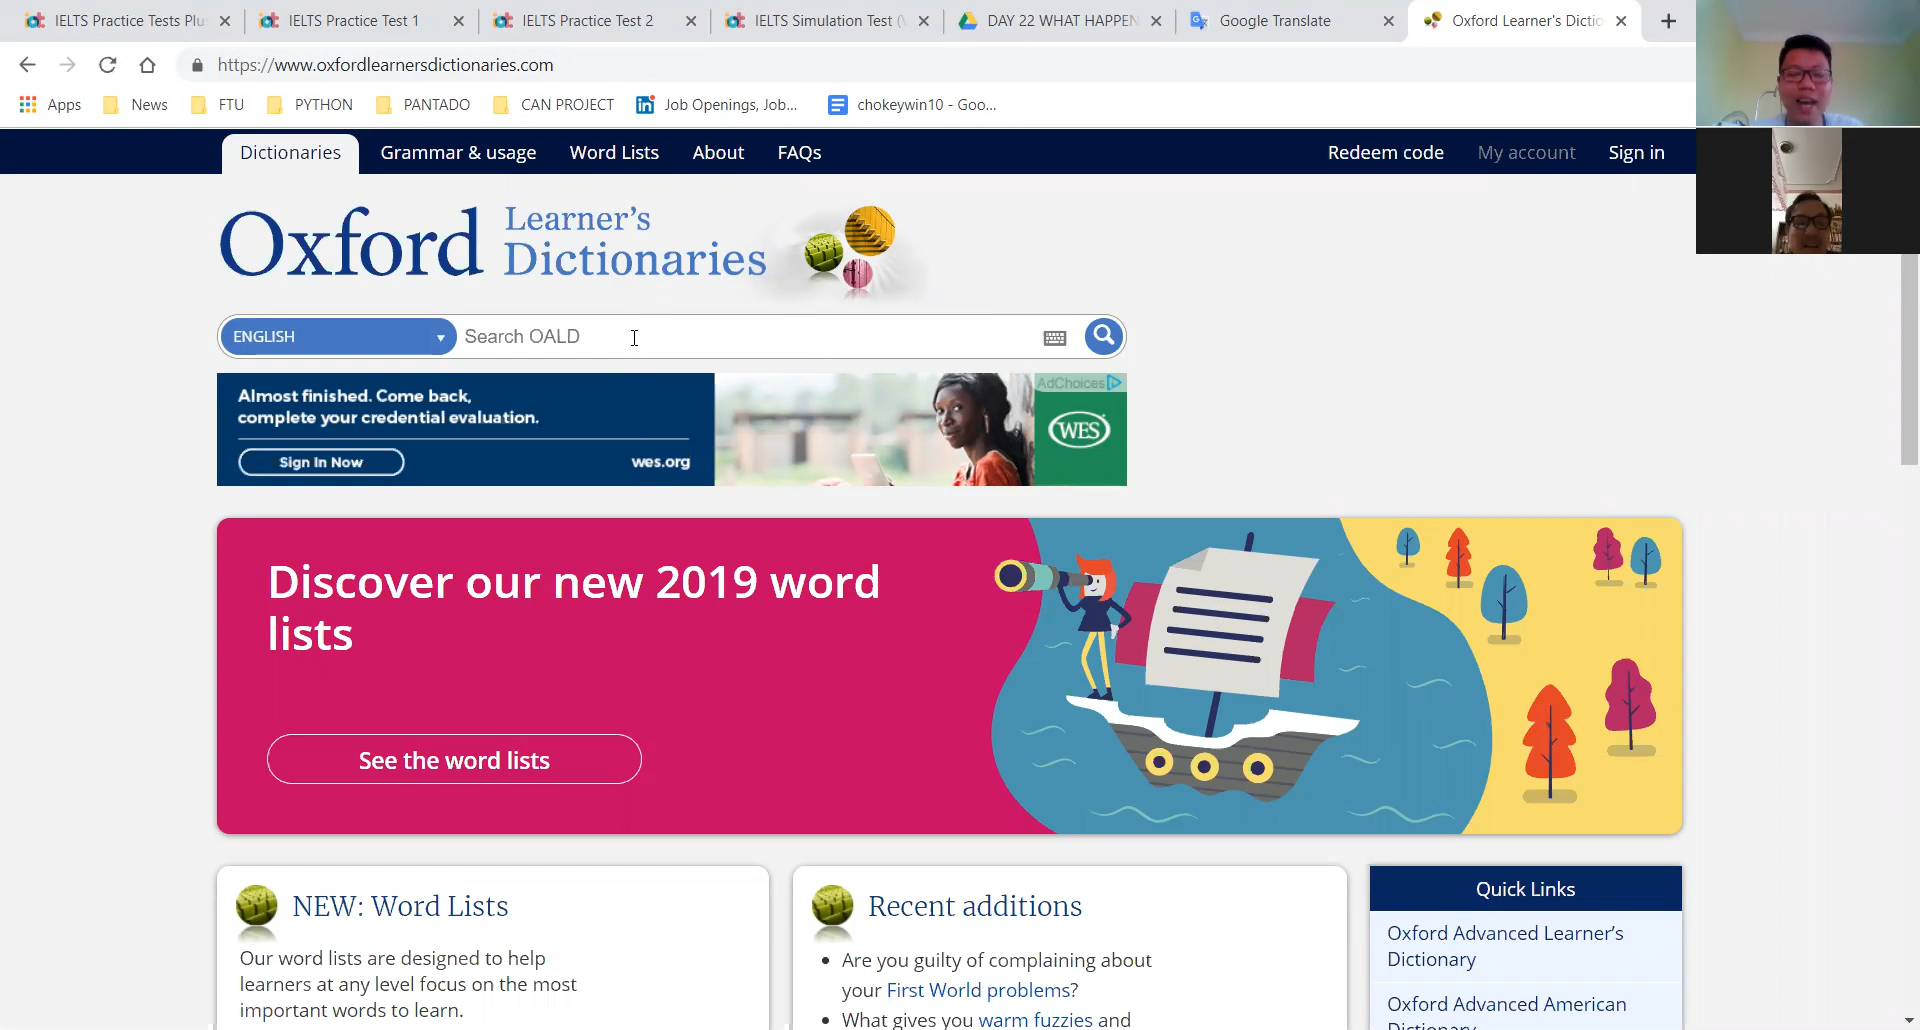 IELTS Practice Tests Plu
IELTS Practice Test 1
IELTS Practice Test 2
IELTS Simulation Test (
DAY 22 WHAT HAPPEN
Google Translate
Oxford Learner's Dictio
https://www.oxfordlearnersdictionaries.com
Apps
News
FTU
PYTHON
PANTADO
CAN PROJECT
Job Openings, Job...
chokeywin10 - Goo...
Dictionaries
Grammar & usage
Word Lists
About
FAQs
Redeem code
My account
Sign in
Oxford Learner's Dictionaries
ENGLISH
Search OALD
Almost finished. Come back,
complete your credential evaluation.
Sign In Now
wes.org
AdChoices
WES
Discover our new 2019 word
lists
See the word lists
NEW: Word Lists
Our word lists are designed to help
learners at any level focus on the most
important words to learn.
Recent additions
Are you guilty of complaining about
your First World problems?
What gives you warm fuzzies and
Quick Links
Oxford Advanced Learner's
Dictionary
Oxford Advanced American
Dictionary